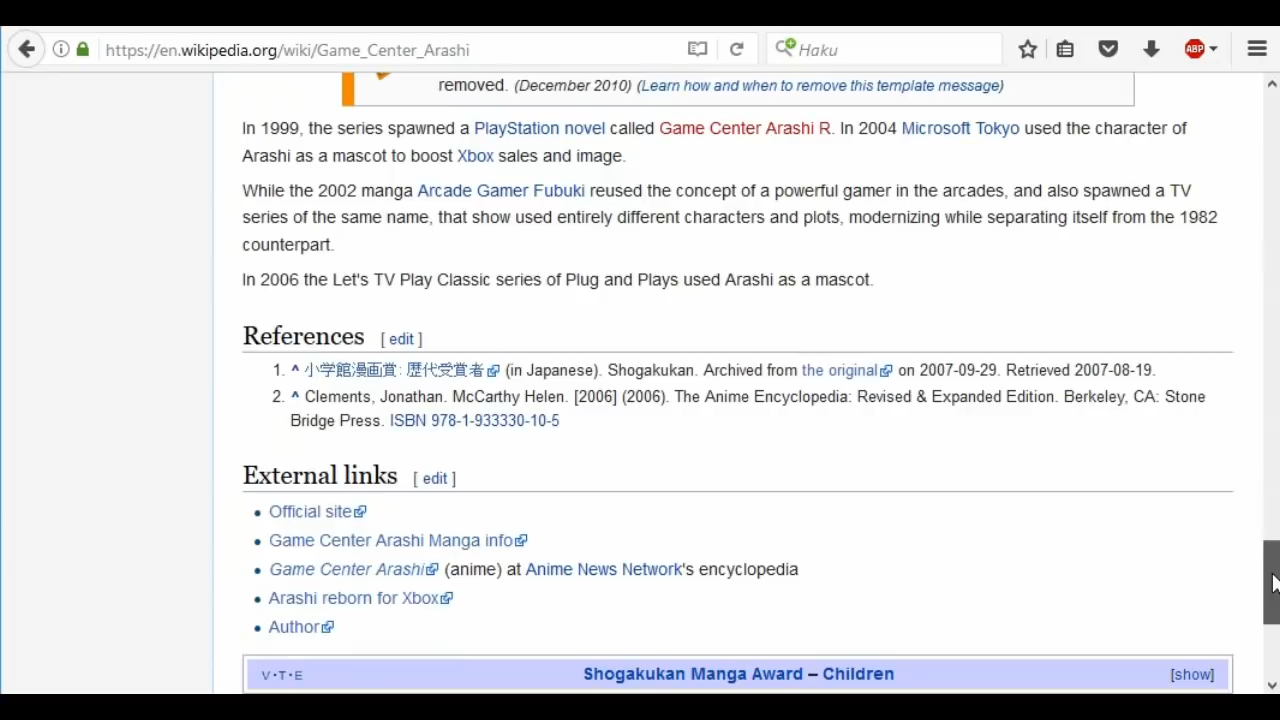 https://en.wikipedia.org/wiki/Game_Center_Arashi
Haku
ABP
removed. (December 2010) (Learn how and when to remove this template message)
In 1999, the series spawned a PlayStation novel called Game Center Arashi R. In 2004 Microsoft Tokyo used the character of
Arashi as a mascot to boost Xbox sales and image.
While the 2002 manga Arcade Gamer Fubuki reused the concept of a powerful gamer in the arcades, and also spawned a TV
series of the same name, that show used entirely different characters and plots, modernizing while separating itself from the 1982
counterpart.
In 2006 the Let's TV Play Classic series of Plug and Plays used Arashi as a mascot.
References [ edit ]
1. ^ 小学館漫画賞: 歴代受賞者 (in Japanese). Shogakukan. Archived from the original on 2007-09-29. Retrieved 2007-08-19.
2. ^ Clements, Jonathan. McCarthy Helen. [2006] (2006). The Anime Encyclopedia: Revised & Expanded Edition. Berkeley, CA: Stone
Bridge Press. ISBN 978-1-933330-10-5
External links [ edit ]
• Official site
• Game Center Arashi Manga info
• Game Center Arashi (anime) at Anime News Network's encyclopedia
• Arashi reborn for Xbox
• Author
V·T·E Shogakukan Manga Award – Children [show]